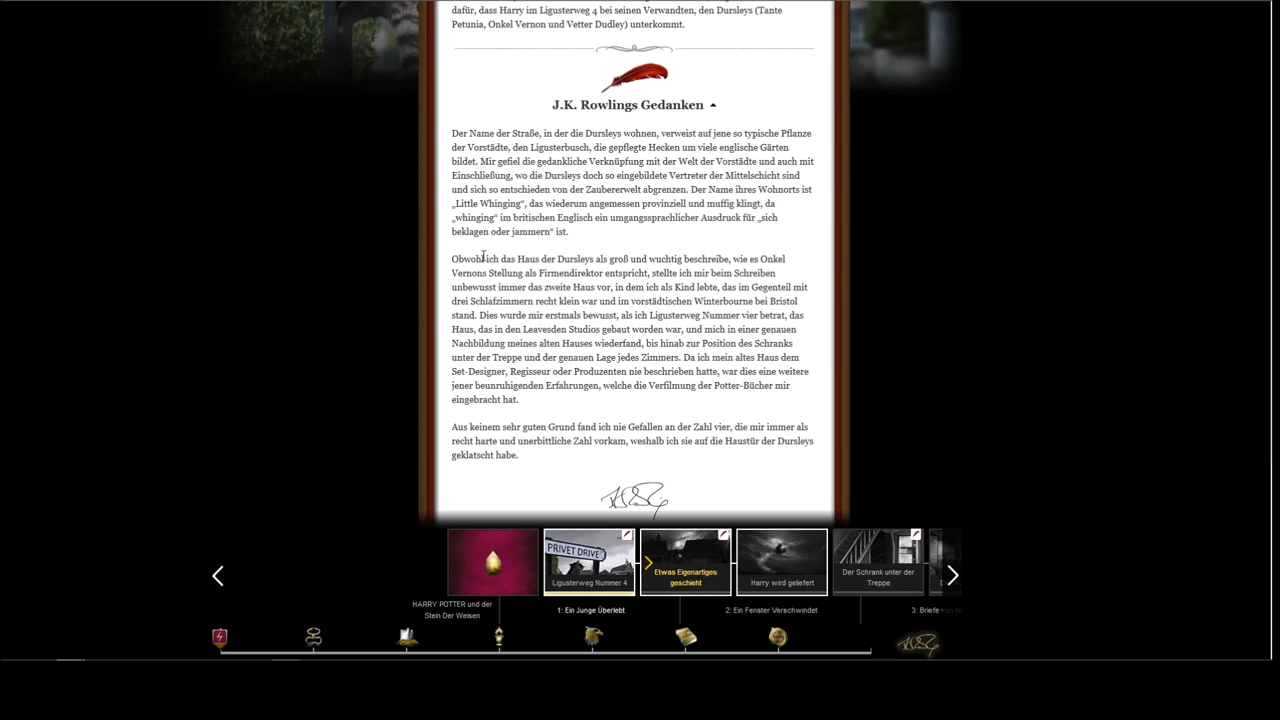 dafür, dass Harry im Ligusterweg 4 bei seinen Verwandten, den Dursleys (Tante
Petunia, Onkel Vernon und Vetter Dudley) unterkommt.
J.K. Rowlings Gedanken
Der Name der Straße, in der die Dursleys wohnen, verweist auf jene so typische Pflanze
der Vorstädte, den Ligusterbusch, die gepflegte Hecken um viele englische Gärten
bildet. Mir gefiel die gedankliche Verknüpfung mit der Welt der Vorstädte und auch mit
Einschließung, wo die Dursleys doch so eingebildete Vertreter der Mittelschicht sind
und sich so entschieden von der Zaubererwelt abgrenzen. Der Name ihres Wohnorts ist
„Little Whinging“, das wiederum angemessen provinziell und muffig klingt, da
„whinging“ im britischen Englisch ein umgangssprachlicher Ausdruck für „sich
beklagen oder jammern“ ist.
Obwohl ich das Haus der Dursleys als groß und wuchtig beschreibe, wie es Onkel
Vernons Stellung als Firmendirektor entspricht, stellte ich mir beim Schreiben
unbewusst immer das zweite Haus vor, in dem ich als Kind lebte, das im Gegenteil mit
drei Schlafzimmern recht klein war und im vorstädtischen Winterbourne bei Bristol
stand. Dies wurde mir erstmals bewusst, als ich Ligusterweg Nummer vier betrat, das
Haus, das in den Leavesden Studios gebaut worden war, und mich in einer genauen
Nachbildung meines alten Hauses wiederfand, bis hinab zur Position des Schranks
unter der Treppe und der genauen Lage jedes Zimmers. Da ich mein altes Haus dem
Set-Designer, Regisseur oder Produzenten nie beschrieben hatte, war dies eine weitere
jener beunruhigenden Erfahrungen, welche die Verfilmung der Potter-Bücher mir
eingebracht hat.
Aus keinem sehr guten Grund fand ich nie Gefallen an der Zahl vier, die mir immer als
recht harte und unerbittliche Zahl vorkam, weshalb ich sie auf die Haustür der Dursleys
geklatscht habe.
PRIVET DRIVE
Ligusterweg Nummer 4
Etwas Eigenartiges
geschieht
Harry wird geliefert
Der Schrank unter der
Treppe
HARRY POTTER und der
Stein Der Weisen
1: Ein Junge Überlebt
2: Ein Fenster Verschwindet
3: Briefe